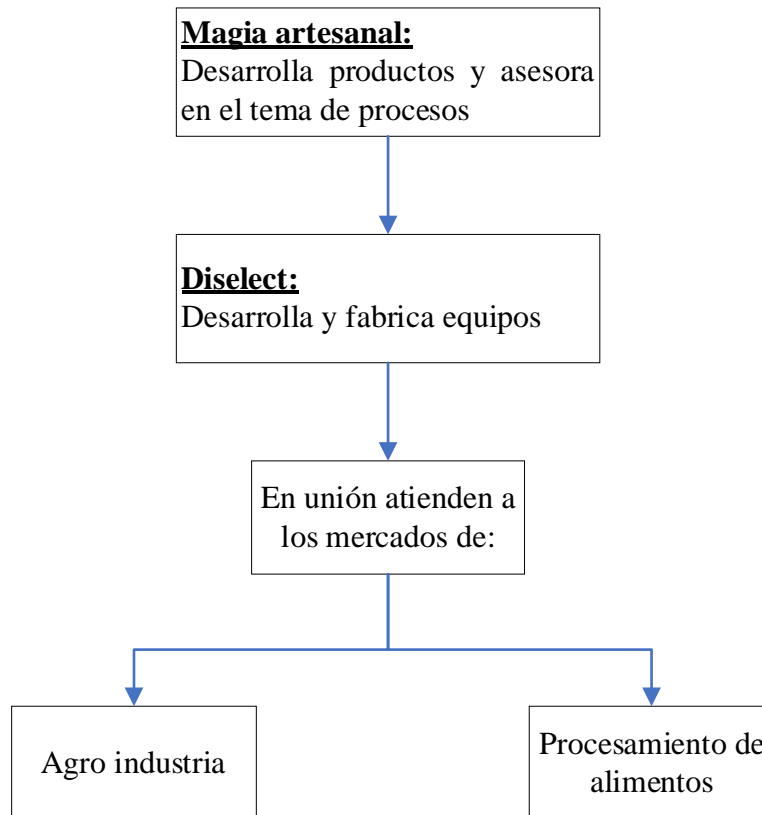 Magia artesanal:
Desarrolla productos y asesora
en el tema de procesos
Diselect:
Desarrolla y fabrica equipos
En unión atienden a
los mercados de:
Agro industria
Procesamiento de
alimentos